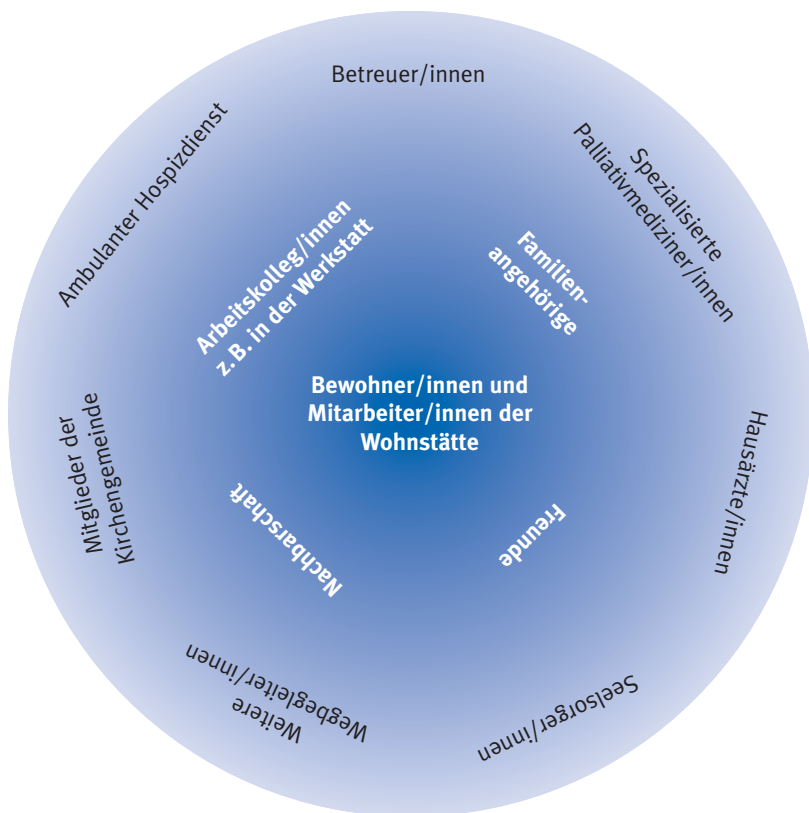 Betreuer/innen
Ambulanter Hospizdienst
Spezialisierte
Palliativmediziner/innen
Arbeitskolleg/innen
z. B. in der Werkstatt
Familien-
angehörige
Bewohner/innen und
Mitarbeiter/innen der
Wohnstätte
Mitglieder der
Kirchengemeinde
Hausärzte/innen
Nachbarschaft
Freunde
Weitere
Wegbegleiter/innen
Seelsorger/innen